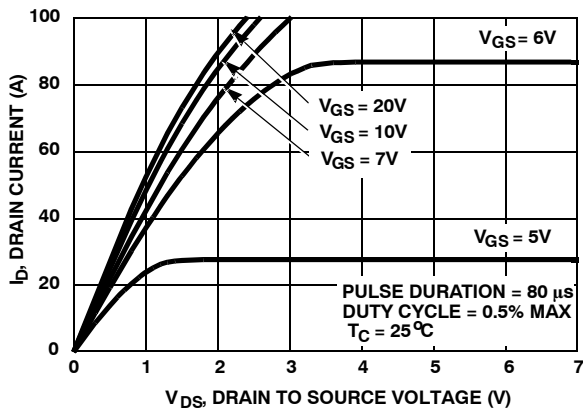 100
80
60
40
20
0
I_D, DRAIN CURRENT (A)
V_GS = 6V
V_GS = 20V
V_GS = 10V
V_GS = 7V
V_GS = 5V
PULSE DURATION = 80 µs
DUTY CYCLE = 0.5% MAX
T_C = 25°C
0 1 2 3 4 5 6 7
V_DS, DRAIN TO SOURCE VOLTAGE (V)